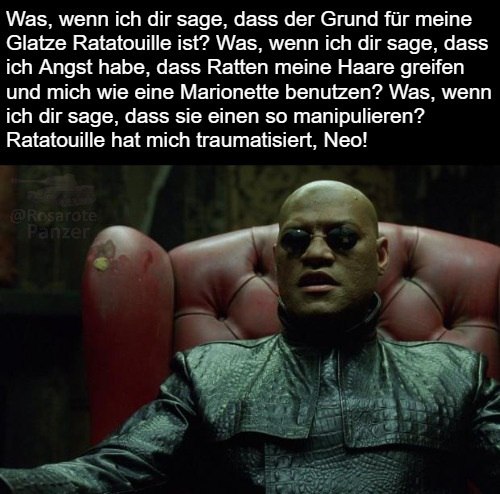 Was, wenn ich dir sage, dass der Grund für meine
Glatze Ratatouille ist? Was, wenn ich dir sage, dass
ich Angst habe, dass Ratten meine Haare greifen
und mich wie eine Marionette benutzen? Was, wenn
ich dir sage, dass sie einen so manipulieren?
Ratatouille hat mich traumatisiert, Neo!
@Rosarote
Panzer